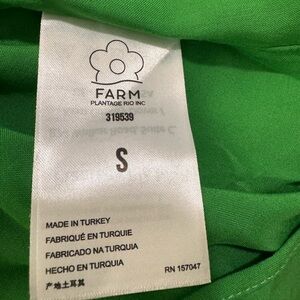 FARM
PLANTAGE RIO INC
319539
S
MADE IN TURKEY
FABRIQUÉ EN TURQUIE
FABRICADO NA TURQUIA
HECHO EN TURQUIA
RN 157047
产地土耳其